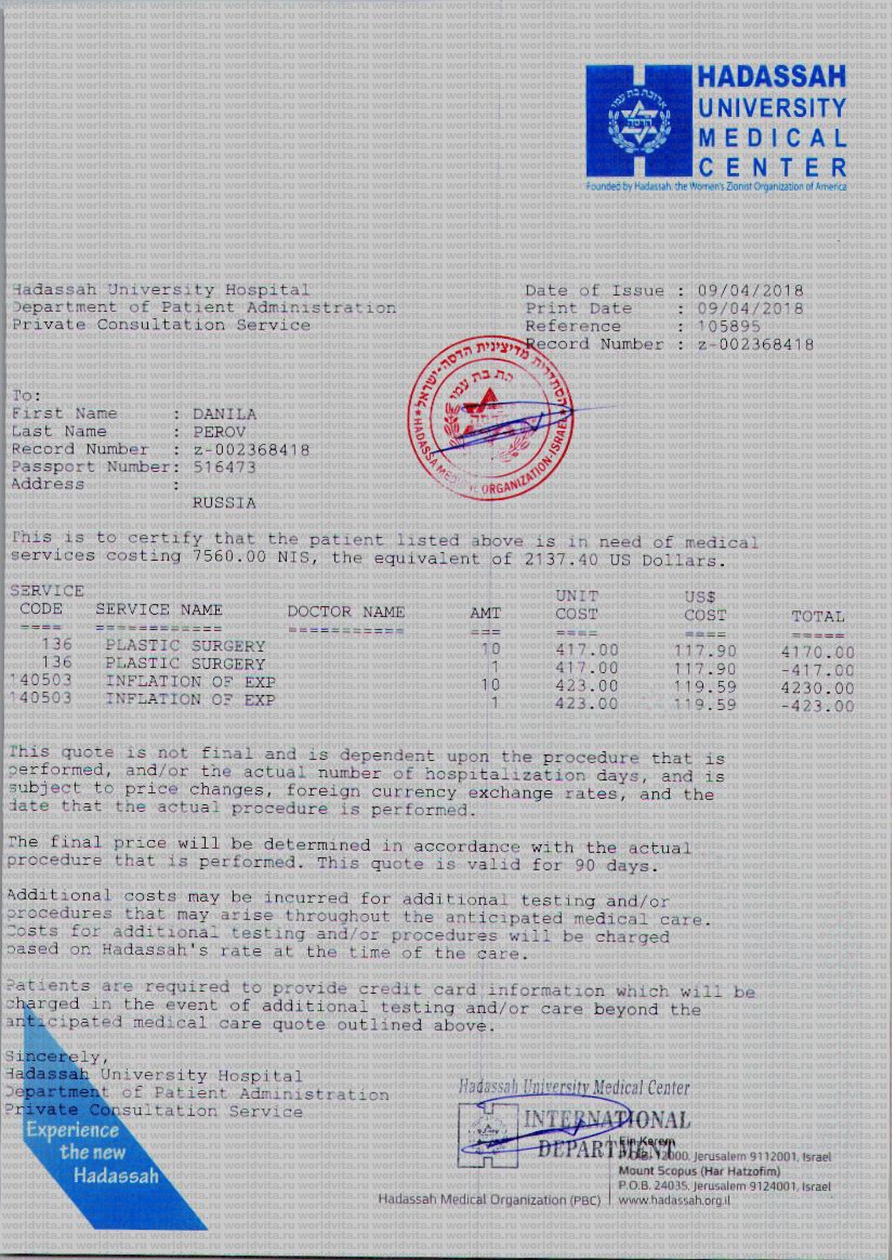 HADASSAH
UNIVERSITY
MEDICAL
CENTER
Founded by Hadassah, the Women's Zionist Organization of America
Hadassah University Hospital
Department of Patient Administration
Private Consultation Service
Date of Issue : 09/04/2018
Print Date : 09/04/2018
Reference : 105895
Record Number : z-002368418
To:
First Name : DANILA
Last Name : PEROV
Record Number : z-002368418
Passport Number: 516473
Address :
RUSSIA
הסתדרות מדיצינית הדסה-ישראל
בת עמי
HADASSA MEDICAL ORGANIZATION-ISRAEL
This is to certify that the patient listed above is in need of medical
services costing 7560.00 NIS, the equivalent of 2137.40 US Dollars.
SERVICE UNIT US$
CODE SERVICE NAME DOCTOR NAME AMT COST COST TOTAL
==== ============ =========== === ==== ==== =====
136 PLASTIC SURGERY 10 417.00 117.90 4170.00
136 PLASTIC SURGERY 1 417.00 117.90 -417.00
140503 INFLATION OF EXP 10 423.00 119.59 4230.00
140503 INFLATION OF EXP 1 423.00 119.59 -423.00
This quote is not final and is dependent upon the procedure that is
performed, and/or the actual number of hospitalization days, and is
subject to price changes, foreign currency exchange rates, and the
date that the actual procedure is performed.
The final price will be determined in accordance with the actual
procedure that is performed. This quote is valid for 90 days.
Additional costs may be incurred for additional testing and/or
procedures that may arise throughout the anticipated medical care.
Costs for additional testing and/or procedures will be charged
based on Hadassah's rate at the time of the care.
Patients are required to provide credit card information which will be
charged in the event of additional testing and/or care beyond the
anticipated medical care quote outlined above.
Sincerely,
Hadassah University Hospital
Department of Patient Administration
Private Consultation Service
Experience
the new
Hadassah
Hadassah University Medical Center
INTERNATIONAL
DEPARTMENT
Ein Kerem
P.O.B. 12000, Jerusalem 9112001, Israel
Mount Scopus (Har Hatzofim)
P.O.B. 24035, Jerusalem 9124001, Israel
Hadassah Medical Organization (PBC)
www.hadassah.org.il
www.worldvita.ru